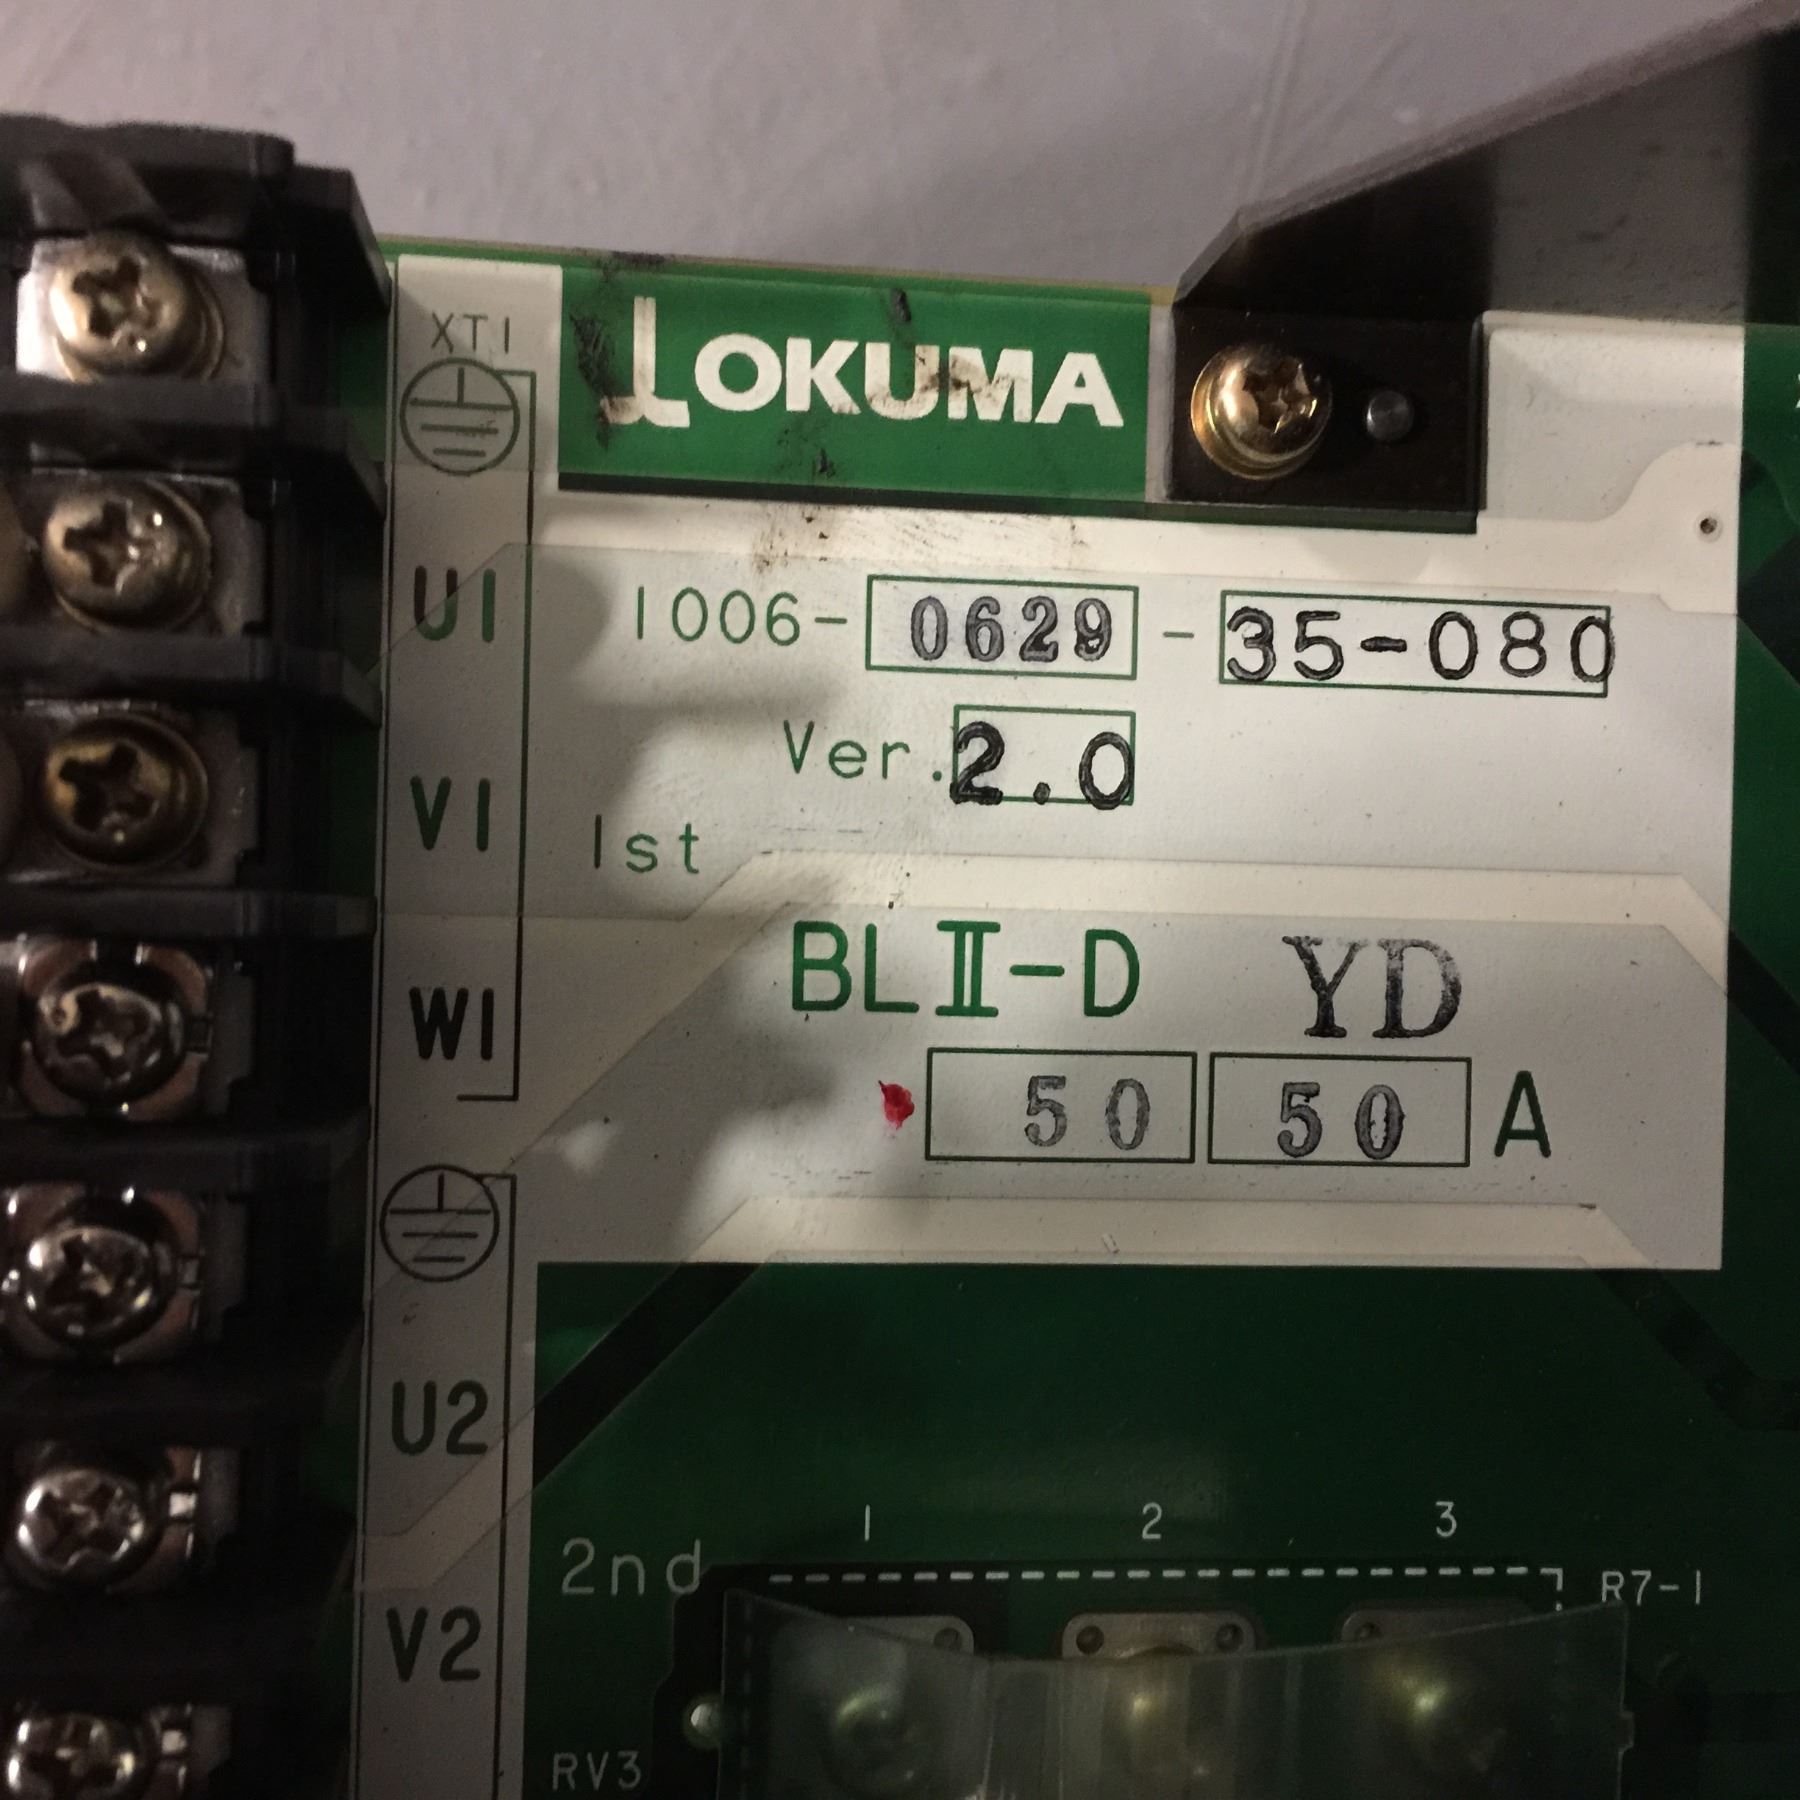 XT1
OKUMA
U1
1006-0629-35-080
Ver.2.0
V1
1st
BLⅡ-D YD
W1
50 50 A
U2
1 2 3
2nd
R7-1
V2
RV3